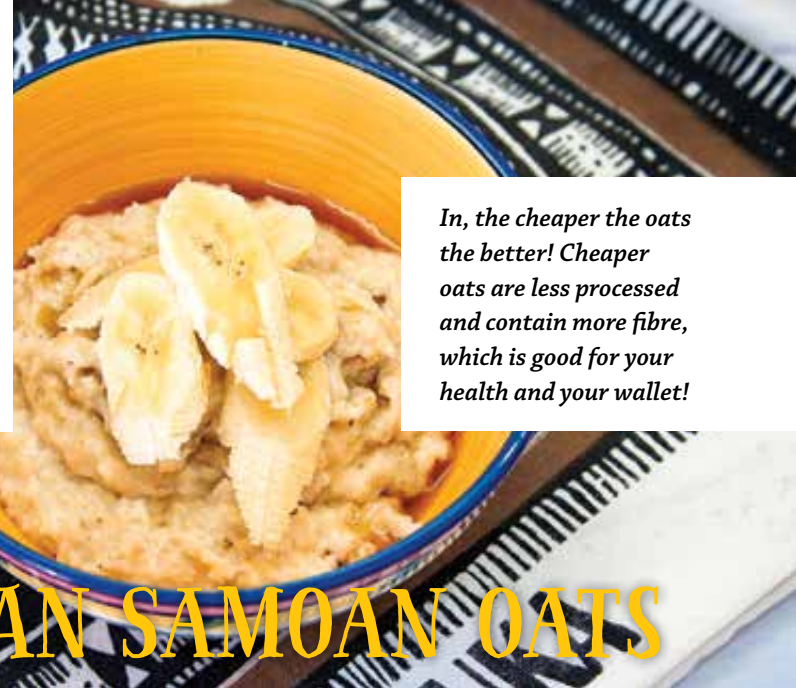 In, the cheaper the oats
the better! Cheaper
oats are less processed
and contain more fibre,
which is good for your
health and your wallet!
AN SAMOAN OATS